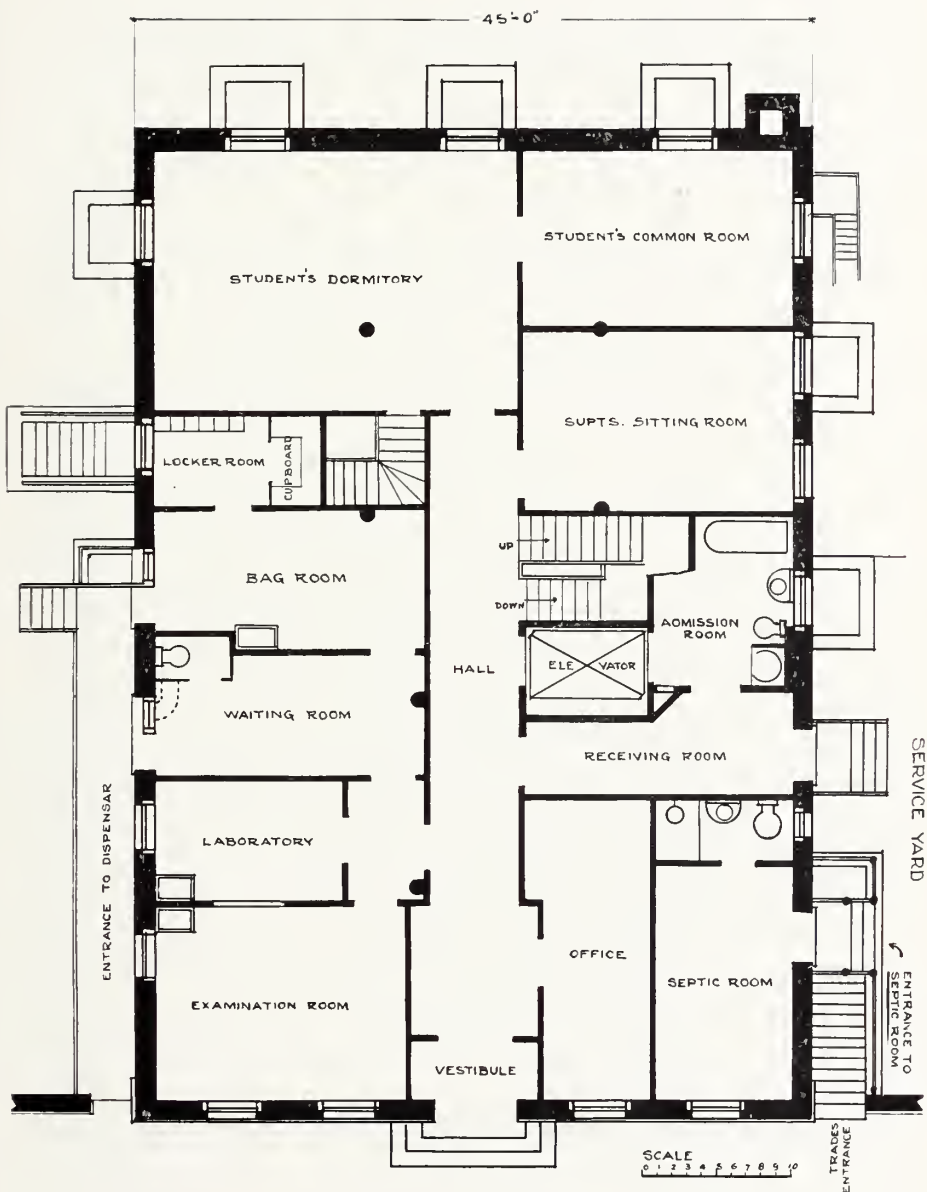 45'-0"
STUDENT'S DORMITORY
STUDENT'S COMMON ROOM
SUPTS. SITTING ROOM
LOCKER ROOM
CUPBOARD
UP
DOWN
BAG ROOM
ADMISSION
ROOM
HALL
ELE VATOR
WAITING ROOM
RECEIVING ROOM
SERVICE YARD
LABORATORY
ENTRANCE TO DISPENSAR
OFFICE
SEPTIC ROOM
EXAMINATION ROOM
ENTRANCE TO
SEPTIC ROOM
VESTIBULE
TRADES
ENTRANCE
SCALE
0 1 2 3 4 5 6 7 8 9 10